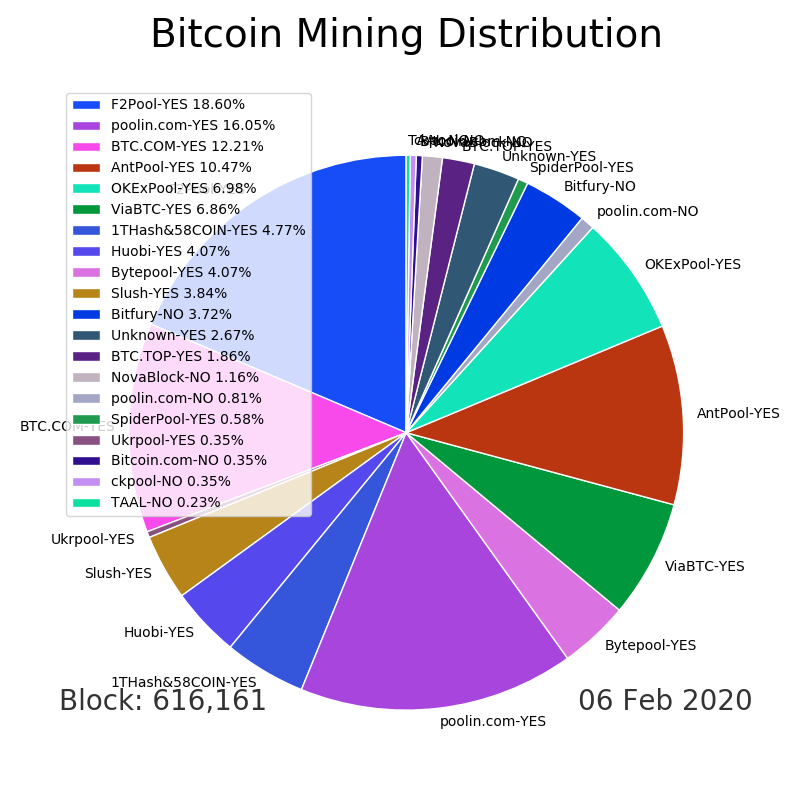 Bitcoin Mining Distribution
F2Pool-YES 18.60%
poolin.com-YES 16.05%
BTC.COM-YES 12.21%
AntPool-YES 10.47%
OKExPool-YES 6.98%
ViaBTC-YES 6.86%
1THash&58COIN-YES 4.77%
Huobi-YES 4.07%
Bytepool-YES 4.07%
Slush-YES 3.84%
Bitfury-NO 3.72%
Unknown-YES 2.67%
BTC.TOP-YES 1.86%
NovaBlock-NO 1.16%
poolin.com-NO 0.81%
SpiderPool-YES 0.58%
Ukrpool-YES 0.35%
Bitcoin.com-NO 0.35%
ckpool-NO 0.35%
TAAL-NO 0.23%
BTC.TOP-YES
Unknown-YES
SpiderPool-YES
Bitfury-NO
poolin.com-NO
OKExPool-YES
AntPool-YES
BTC.COM-YES
Ukrpool-YES
Slush-YES
ViaBTC-YES
Huobi-YES
Bytepool-YES
1THash&58COIN-YES
poolin.com-YES
Block: 616,161
06 Feb 2020